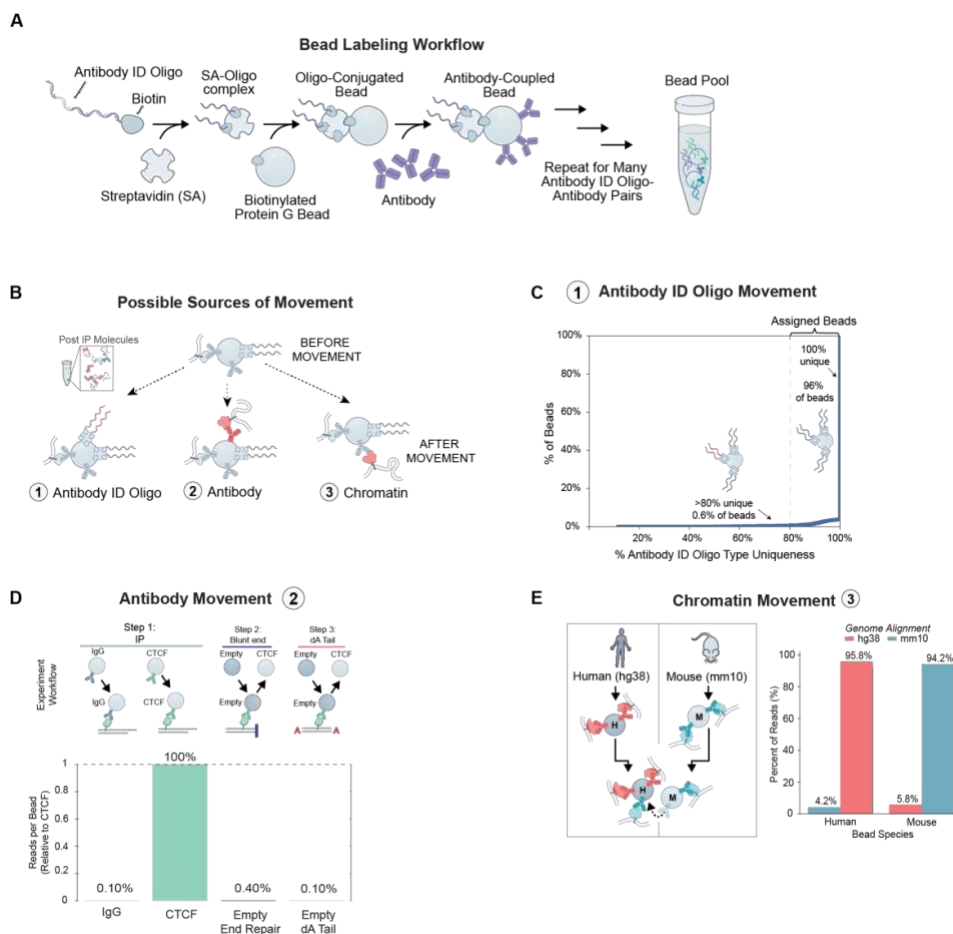 A
Bead Labeling Workflow
Antibody ID Oligo
Biotin
SA-Oligo
complex
Oligo-Conjugated
Bead
Antibody-Coupled
Bead
Bead Pool
Streptavidin (SA)
Biotinylated
Protein G Bead
Antibody
Repeat for Many
Antibody ID Oligo-
Antibody Pairs
B
Possible Sources of Movement
Post IP Molecules
BEFORE
MOVEMENT
AFTER
MOVEMENT
1 Antibody ID Oligo
2 Antibody
3 Chromatin
C
1 Antibody ID Oligo Movement
Assigned Beads
100%
80%
60%
40%
20%
0%
% of Beads
100%
unique
96%
of beads
>80% unique
0.6% of beads
20%
40%
60%
80%
100%
% Antibody ID Oligo Type Uniqueness
D
Antibody Movement 2
Experiment
Workflow
Step 1:
IP
Step 2:
Blunt end
Step 3:
dA Tail
IgG
CTCF
Empty
CTCF
Empty
CTCF
IgG
CTCF
Empty
Empty
A
A
Reads per Bead
(Relative to CTCF)
1
0.8
0.6
0.4
0.2
0
0.10%
100%
0.40%
0.10%
IgG
CTCF
Empty
End Repair
Empty
dA Tail
E
Chromatin Movement 3
Human (hg38)
Mouse (mm10)
H
M
H
M
Genome Alignment
hg38
mm10
Percent of Reads (%)
100
80
60
40
20
0
4.2%
95.8%
5.8%
94.2%
Human
Mouse
Bead Species